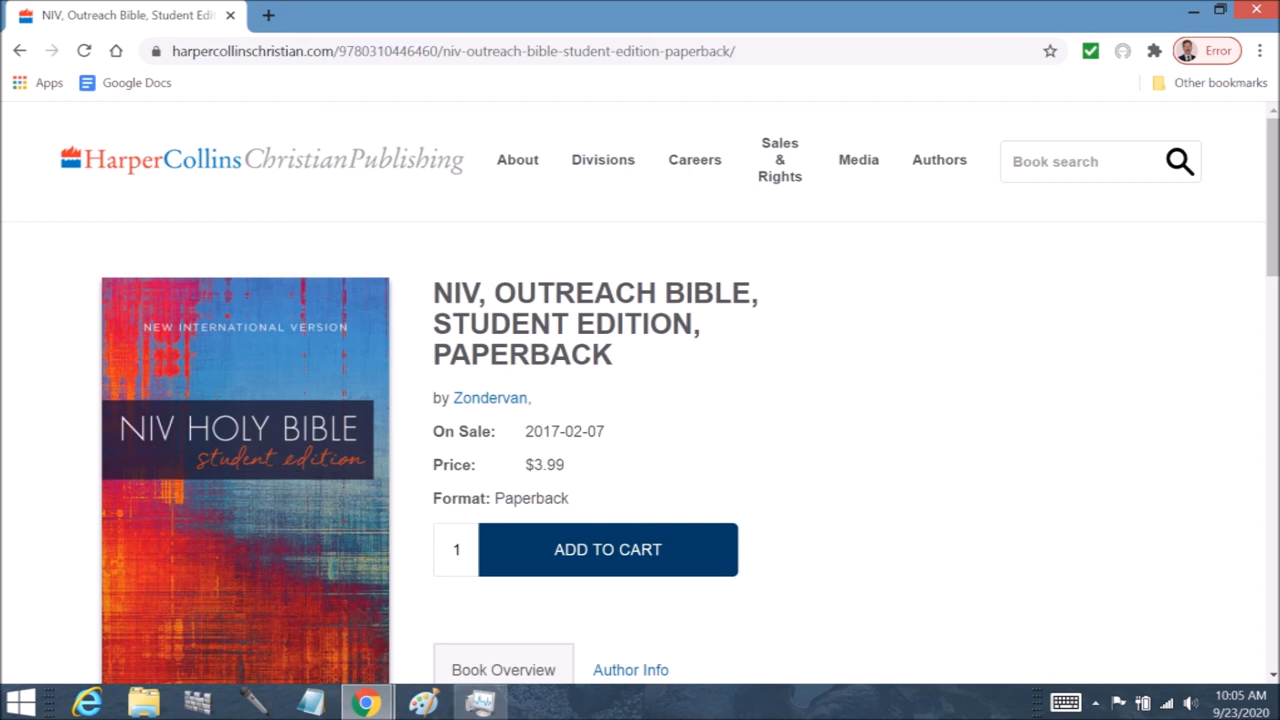 NIV, Outreach Bible, Student Edi
harpercollinschristian.com/9780310446460/niv-outreach-bible-student-edition-paperback/
Error
Apps
Google Docs
Other bookmarks
HarperCollins ChristianPublishing
About
Divisions
Careers
Sales
&
Rights
Media
Authors
Book search
NEW INTERNATIONAL VERSION
NIV HOLY BIBLE
student edition
NIV, OUTREACH BIBLE,
STUDENT EDITION,
PAPERBACK
by Zondervan,
On Sale: 2017-02-07
Price: $3.99
Format: Paperback
1 ADD TO CART
Book Overview
Author Info
10:05 AM
9/23/2020